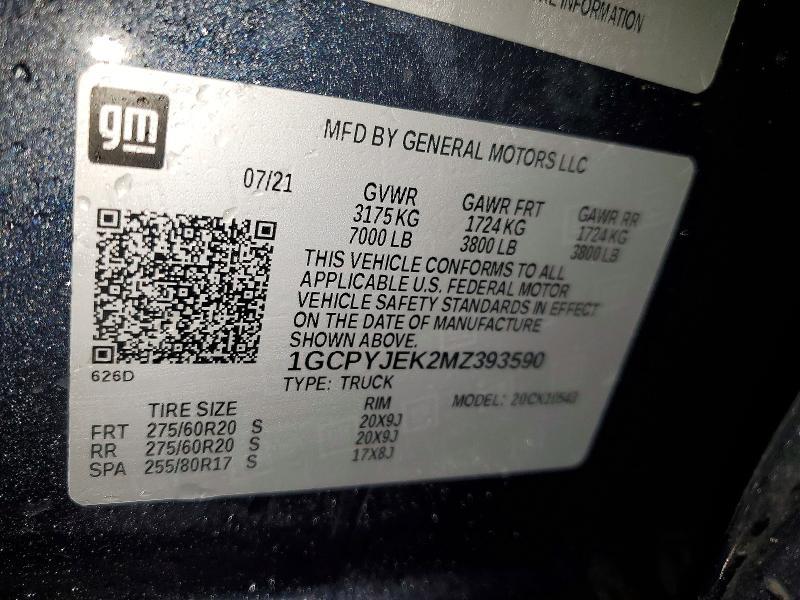 RE INFORMATION
gm
MFD BY GENERAL MOTORS LLC
07/21
GVWR GAWR FRT GAWR RR
3175 KG 1724 KG 1724 KG
7000 LB 3800 LB 3800 LB
THIS VEHICLE CONFORMS TO ALL
APPLICABLE U.S. FEDERAL MOTOR
VEHICLE SAFETY STANDARDS IN EFFECT
ON THE DATE OF MANUFACTURE
SHOWN ABOVE.
1GCPYJEK2MZ393590
626D
TYPE: TRUCK MODEL:
TIRE SIZE RIM
FRT 275/60R20 S 20X9J
RR 275/60R20 S 20X9J
SPA 255/80R17 S 17X8J